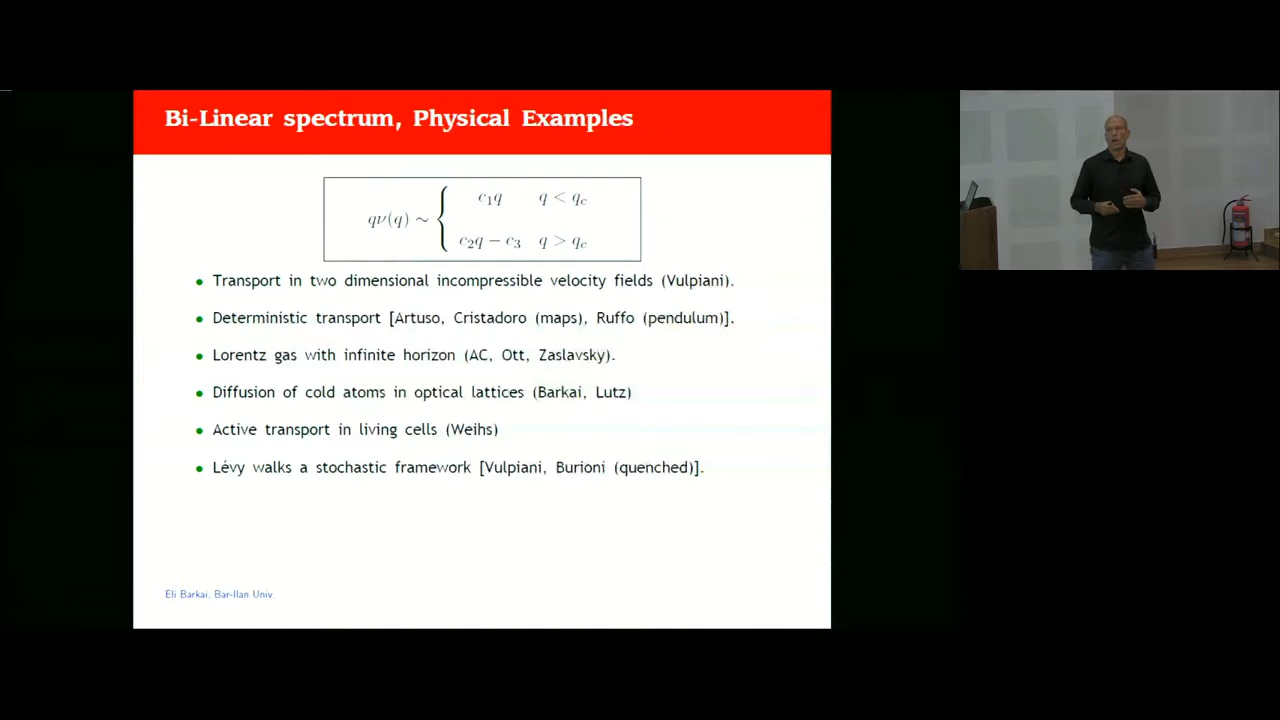 Bi-Linear spectrum, Physical Examples
qν(q) ∼ { c₁q q < q_c
c₂q − c₃ q > q_c
• Transport in two dimensional incompressible velocity fields (Vulpiani).
• Deterministic transport [Artuso, Cristadoro (maps), Ruffo (pendulum)].
• Lorentz gas with infinite horizon (AC, Ott, Zaslavsky).
• Diffusion of cold atoms in optical lattices (Barkai, Lutz)
• Active transport in living cells (Weihs)
• Lévy walks a stochastic framework [Vulpiani, Burioni (quenched)].
Eli Barkai, Bar-Ilan Univ.